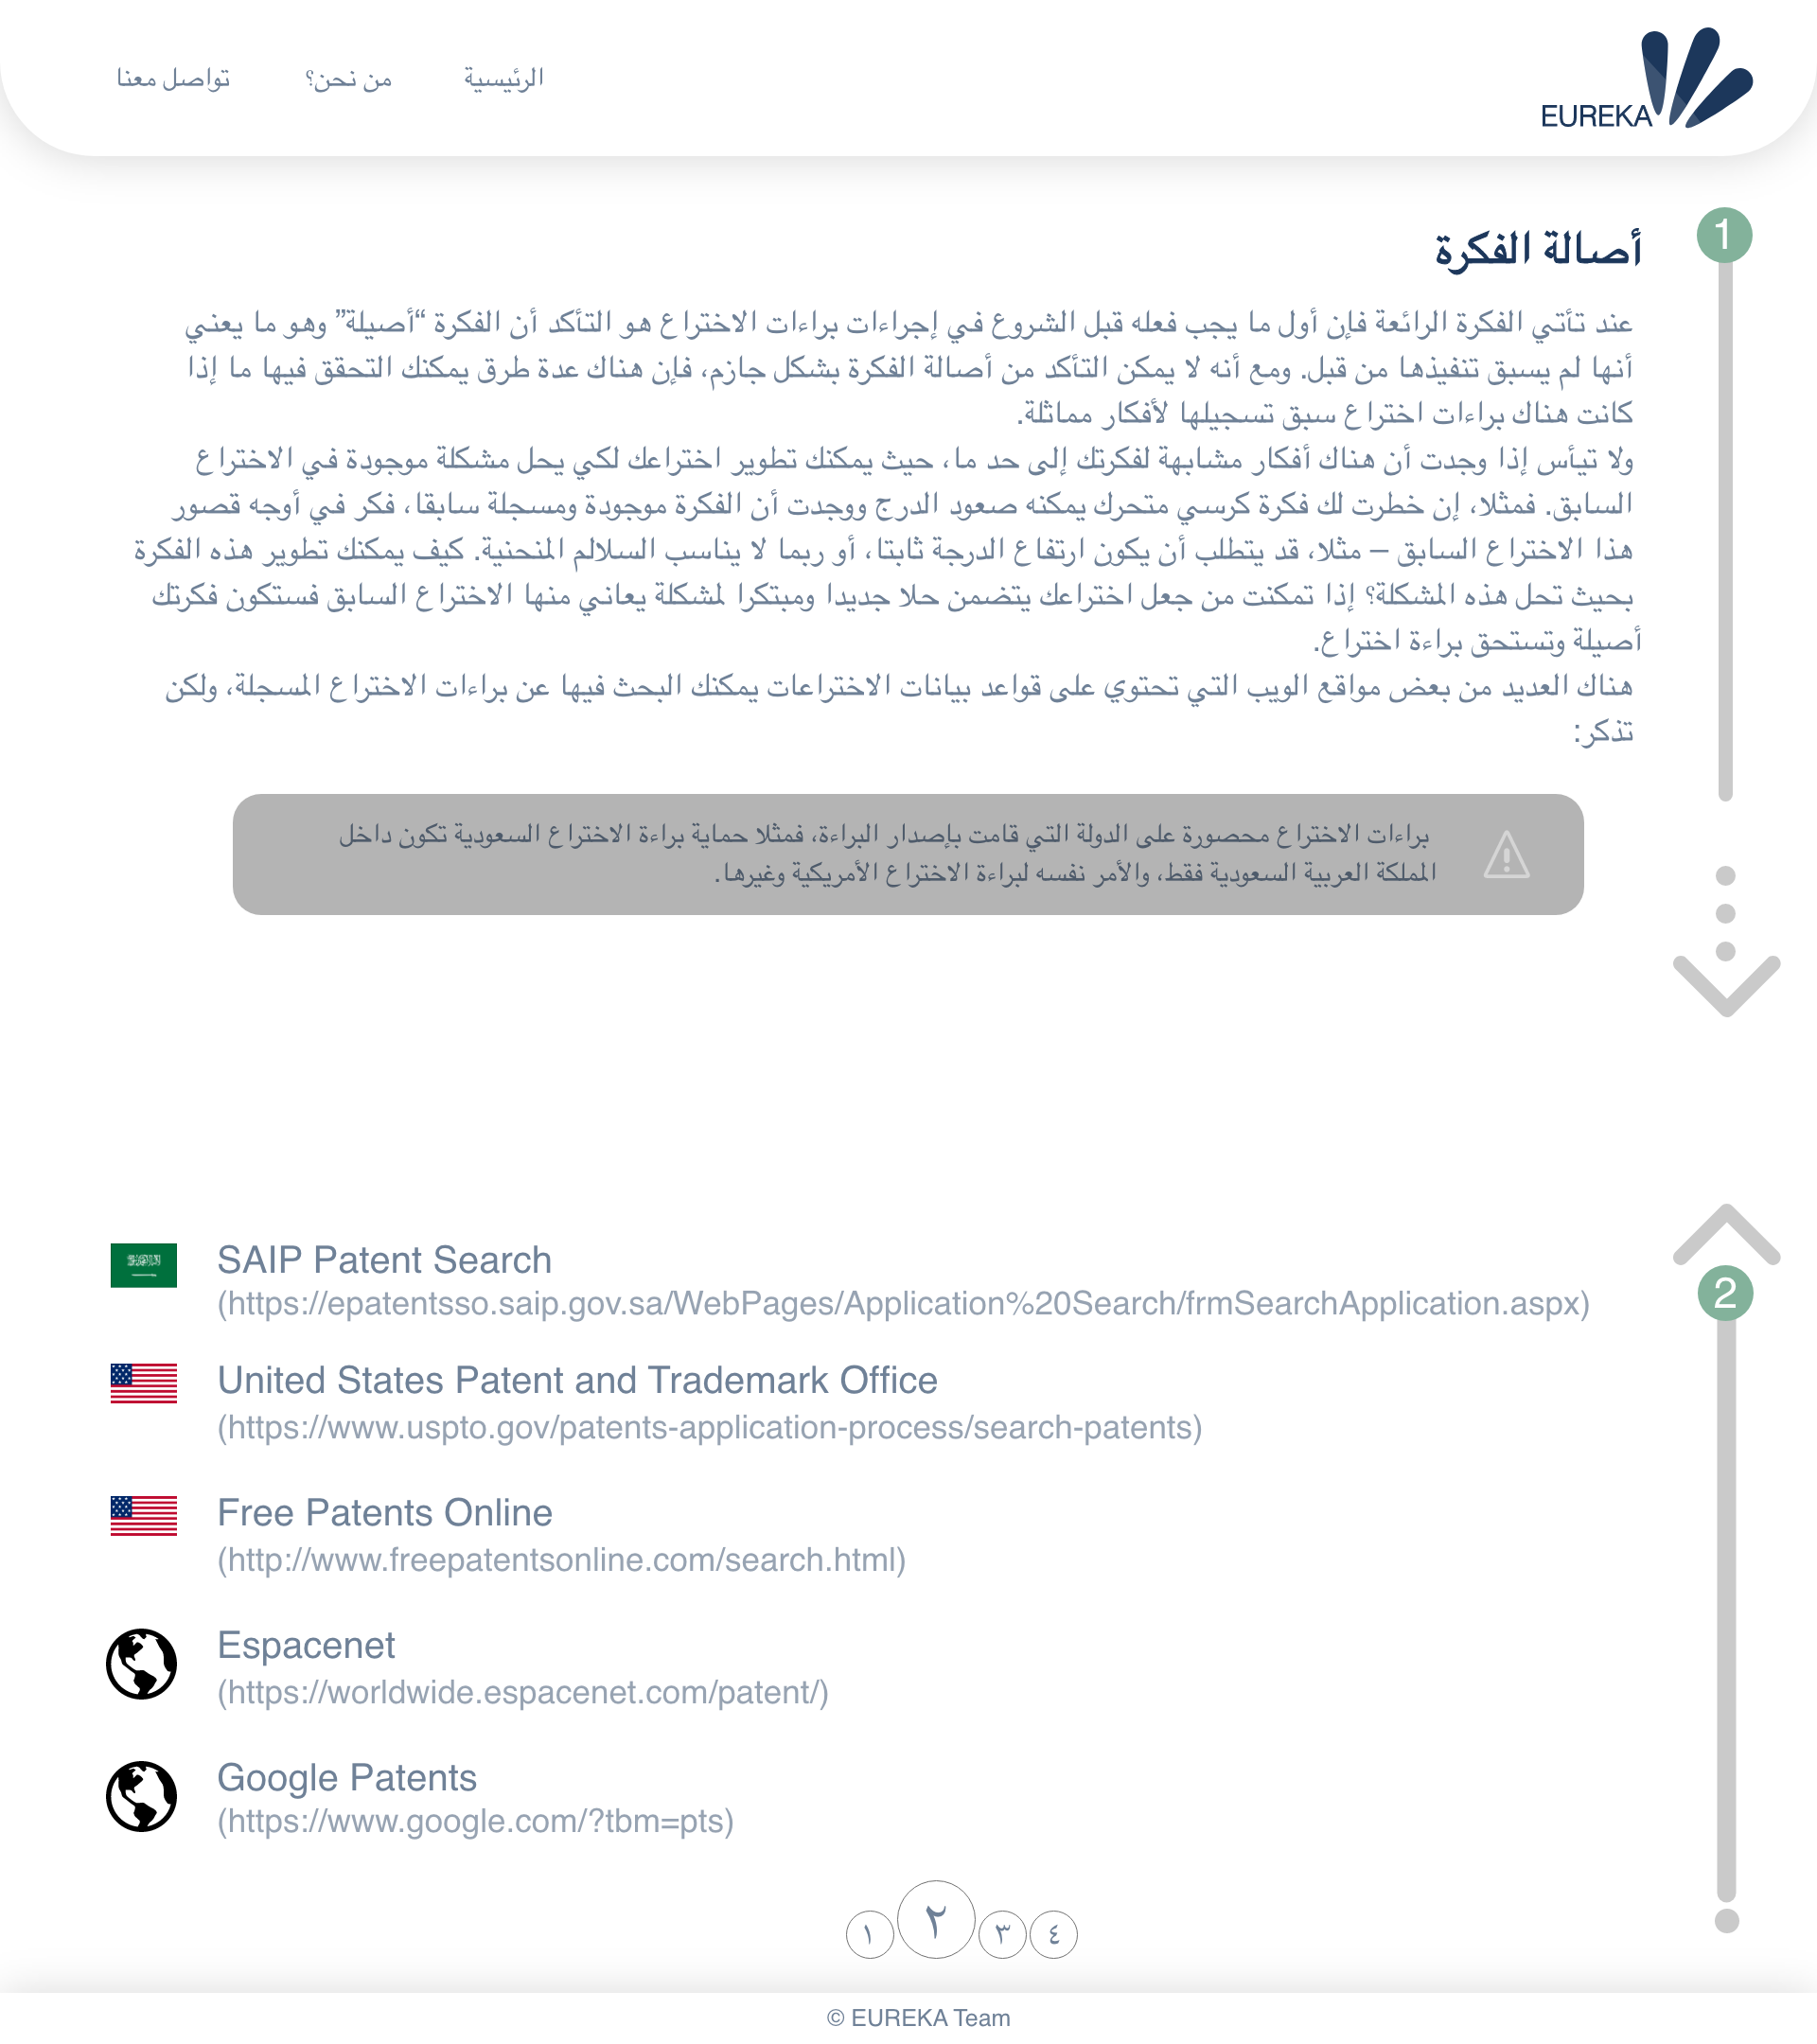 EURKA
الرئيسية
من نحن؟
تواصل معنا
1
أصالة الفكرة
عند تأتي الفكرة الرائعة فإن أول ما يجب فعله قبل الشروع في إجراءات براءات الاختراع هو التأكد أن الفكرة “أصيلة” وهو ما يعني
أنها لم يسبق تنفيذها من قبل. ومع أنه لا يمكن التأكد من أصالة الفكرة بشكل جازم، فإن هناك عدة طرق يمكنك التحقق فيها ما إذا
كانت هناك براءات اختراع سبق تسجيلها لأفكار مماثلة.
ولا تيأس إذا وجدت أن هناك أفكار مشابهة لفكرتك إلى حد ما، حيث يمكنك تطوير اختراعك لكي يحل مشكلة موجودة في الاختراع
السابق. فمثلا، إن خطرت لك فكرة كرسي متحرك يمكنه صعود الدرج ووجدت أن الفكرة موجودة ومسجلة سابقا، فكر في أوجه قصور
هذا الاختراع السابق – مثلا، قد يتطلب أن يكون ارتفاع الدرجة ثابتا، أو ربما لا يناسب السلالم المنحنية. كيف يمكنك تطوير هذه الفكرة
بحيث تحل هذه المشكلة؟ إذا تمكنت من جعل اختراعك يتضمن حلا جديدا ومبتكرا لمشكلة يعاني منها الاختراع السابق فستكون فكرتك
أصيلة وتستحق براءة اختراع.
هناك العديد من بعض مواقع الويب التي تحتوي على قواعد بيانات الاختراعات يمكنك البحث فيها عن براءات الاختراع المسجلة، ولكن
تذكر:
براءات الاختراع محصورة على الدولة التي قامت بإصدار البراءة، فمثلا حماية براءة الاختراع السعودية تكون داخل
المملكة العربية السعودية فقط، والأمر نفسه لبراءة الاختراع الأمريكية وغيرها.
2
SAIP Patent Search
(https://epatentsso.saip.gov.sa/WebPages/Application%20Search/frmSearchApplication.aspx)
United States Patent and Trademark Office
(https://www.uspto.gov/patents-application-process/search-patents)
Free Patents Online
(http://www.freepatentsonline.com/search.html)
Espacenet
(https://worldwide.espacenet.com/patent/)
Google Patents
(https://www.google.com/?tbm=pts)
١ ٢ ٣ ٤
© EUREKA Team